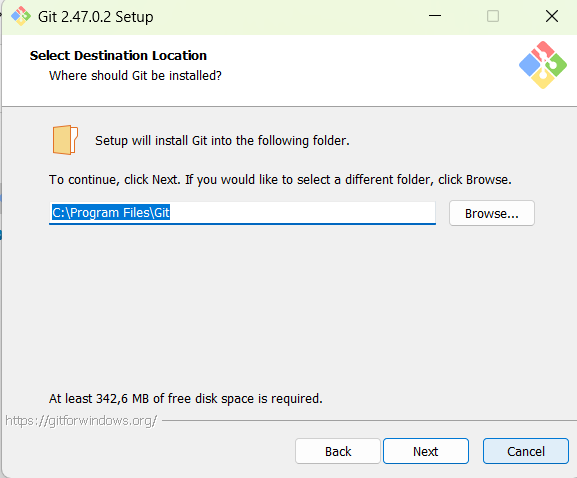 Git 2.47.0.2 Setup
Select Destination Location
Where should Git be installed?
Setup will install Git into the following folder.
To continue, click Next. If you would like to select a different folder, click Browse.
C:\Program Files\Git
Browse...
At least 342,6 MB of free disk space is required.
https://gitforwindows.org/
Back
Next
Cancel